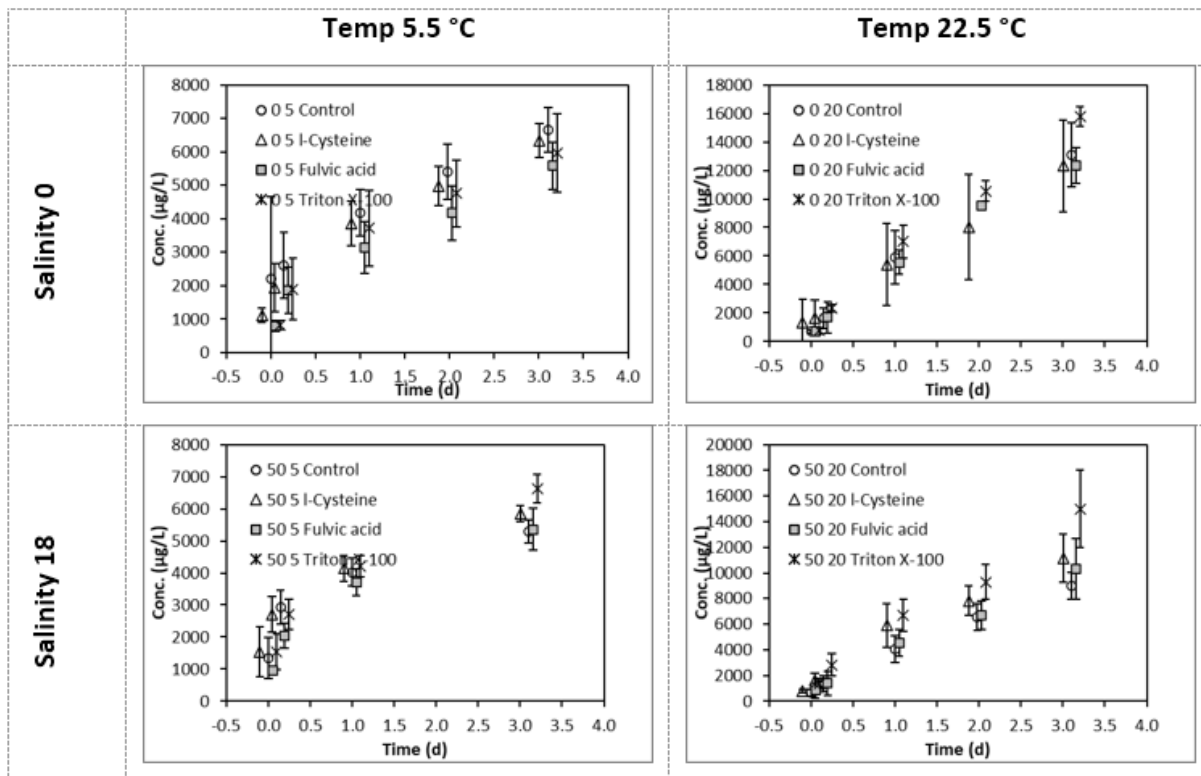 Temp 5.5 °C
Temp 22.5 °C
Salinity 0
Conc. (µg/L)
8000
7000
6000
5000
4000
3000
2000
1000
0
0 5 Control
0 5 l-Cysteine
0 5 Fulvic acid
0 5 Triton X-100
-0.5 0.0 0.5 1.0 1.5 2.0 2.5 3.0 3.5 4.0
Time (d)
Conc. (µg/L)
18000
16000
14000
12000
10000
8000
6000
4000
2000
0
0 20 Control
0 20 l-Cysteine
0 20 Fulvic acid
0 20 Triton X-100
-0.5 0.0 0.5 1.0 1.5 2.0 2.5 3.0 3.5 4.0
Time (d)
Salinity 18
Conc. (µg/L)
8000
7000
6000
5000
4000
3000
2000
1000
0
50 5 Control
50 5 l-Cysteine
50 5 Fulvic acid
50 5 Triton X-100
-0.5 0.0 0.5 1.0 1.5 2.0 2.5 3.0 3.5 4.0
Time (d)
Conc. (µg/L)
20000
18000
16000
14000
12000
10000
8000
6000
4000
2000
0
50 20 Control
50 20 l-Cysteine
50 20 Fulvic acid
50 20 Triton X-100
-0.5 0.0 0.5 1.0 1.5 2.0 2.5 3.0 3.5 4.0
Time (d)